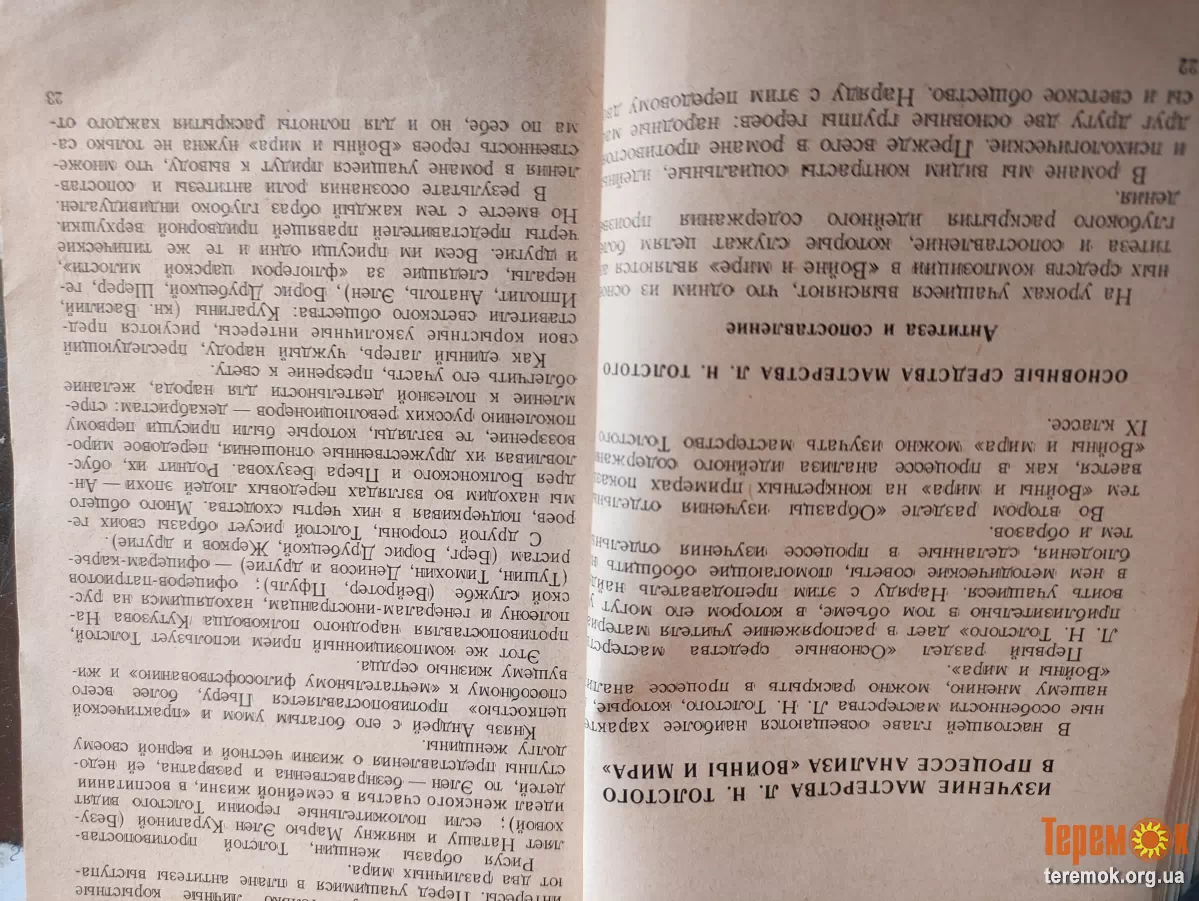 ИЗУЧЕНИЕ МАСТЕРСТВА Л. Н. ТОЛСТОГО
В ПРОЦЕССЕ АНАЛИЗА «ВОЙНЫ И МИРА»
В настоящей главе освещаются наиболее характе
ные особенности мастерства Л. Н. Толстого, которые,
нашему мнению, можно раскрыть в процессе анали
«Войны и мира».
Первый раздел «Основные средства мастерс
Л. Н. Толстого» дает в распоряжение учителя материа
приблизительно в том объеме, в котором его могут
воить учащиеся. Наряду с этим преподаватель найд
в нем методические советы, помогающие обобщить
блюдения, сделанные в процессе изучения отдельн
тем и образов.
Во втором разделе «Образцы изучения отдельн
тем «Войны и мира» на конкретных примерах показ
вается, как в процессе анализа идейного содержан
«Войны и мира» можно изучать мастерство Толстого
IX классе.
ОСНОВНЫЕ СРЕДСТВА МАСТЕРСТВА Л. Н. ТОЛСТОГО
Антитеза и сопоставление
На уроках учащиеся выясняют, что одним из основ
ных средств композиции в «Войне и мире» являются а
титеза и сопоставление, которые служат целям боле
глубокого раскрытия идейного содержания произве
дения.
В романе мы видим контрасты социальные, идейны
и психологические. Прежде всего в романе противостоя
друг другу две основные группы героев: народные мас
сы и светское общество. Наряду с этим передовому дв
22
интересы. Перед учащимися в плане антитезы выступа-
ют два различных мира.
Рисуя образы женщин, Толстой противопостав-
ляет Наташу и княжну Марью Элен Курагиной (Безу-
ховой); если положительные героини Толстого видят
идеал женского счастья в семейной жизни, в воспитании
детей, то Элен — безнравственна и развратна, ей недо-
ступны представления о жизни честной и верной своему
долгу женщины.
Князь Андрей с его богатым умом и «практической
цепкостью» противопоставляется Пьеру, более всего
способному к «мечтательному философствованию» и жи-
вущему жизнью сердца.
Этот же композиционный прием использует Толстой,
противопоставляя народного полководца Кутузова На-
полеону и генералам-иностранцам, находящимся на рус-
ской службе (Вейротер, Пфуль); офицеров-патриотов
(Тушин, Тимохин, Денисов и другие) — офицерам-карье-
ристам (Берг, Борис Друбецкой, Жерков и другие).
С другой стороны, Толстой рисует образы своих ге-
роев, подчеркивая в них черты сходства. Много общего
мы находим во взглядах передовых людей эпохи — Ан-
дрея Волконского и Пьера Безухова. Роднит их, обус-
ловливая их дружественные отношения, передовое миро-
воззрение, те взгляды, которые были присущи первому
поколению русских революционеров — декабристам: стре-
мление к полезной деятельности для народа, желание
облегчить его участь, презрение к свету.
Как единый лагерь, чуждый народу, преследующий
свои корыстные узколичные интересы, рисуются пред-
ставители светского общества: Курагины (кн. Василий,
Ипполит, Анатоль, Элен), Борис Друбецкой, Шерер, ге-
нералы, следящие за «флюгером царской милости»,
и другие. Всем им присущи одни и те же типические
черты представителей правящей придворной верхушки.
Но вместе с тем каждый образ глубоко индивидуален.
В результате осознания роли антитезы и сопостав-
ления в романе учащиеся придут к выводу, что множе-
ственность героев «Войны и мира» нужна не только са-
ма по себе, но и для полноты раскрытия каждого от-
23
Теремок
teremok.org.ua